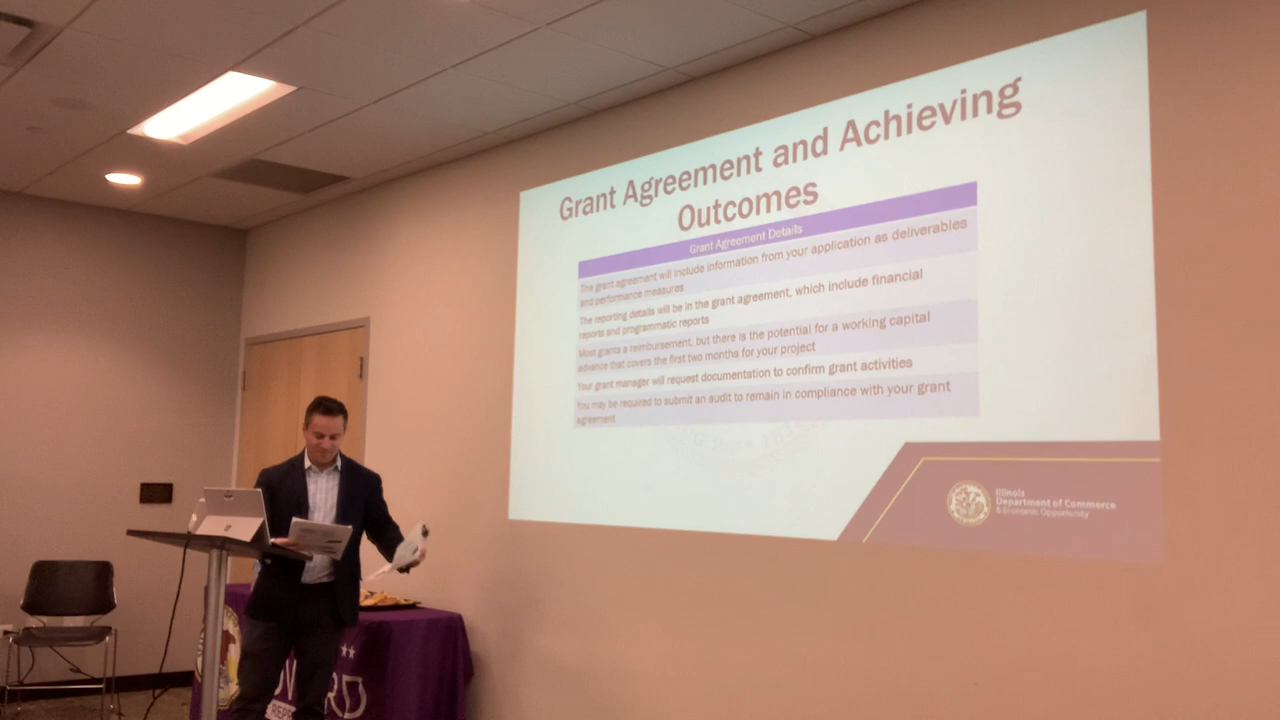 Grant Agreement and Achieving
Outcomes
Grant Agreement Details
The grant agreement will include information from your application as deliverables
and performance measures
The reporting details will be in the grant agreement, which include financial
reports and programmatic reports
Most grants a reimbursement, but there is the potential for a working capital
advance that covers the first two months for your project
Your grant manager will request documentation to confirm grant activities
You may be required to submit an audit to remain in compliance with your grant
agreement
Illinois
Department of Commerce
& Economic Opportunity